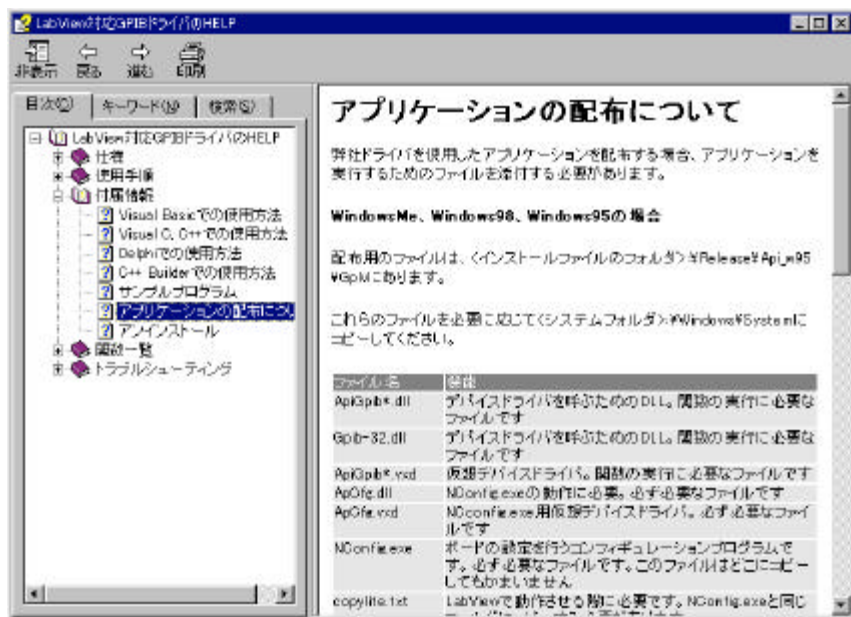 LabView対応GPIBドライバのHELP
非表示 戻る 進む 印刷
目次(C) キーワード(N) 検索(S)
LabView対応GPIBドライバのHELP
仕様
使用手順
付属情報
Visual Basicでの使用方法
Visual C, C++での使用方法
Delphiでの使用方法
C++ Builderでの使用方法
サンプルプログラム
アプリケーションの配布につい
アンインストール
関数一覧
トラブルシューティング
アプリケーションの配布について
弊社ドライバを使用したアプリケーションを配布する場合、アプリケーションを
実行するためのファイルを添付する必要があります。
WindowsMe、Windows98、Windows95の場合
配布用のファイルは、<インストールファイルのフォルダ>¥Release¥Api_w95
¥GpMにあります。
これらのファイルを必要に応じて<システムフォルダ>:¥Windows¥Systemに
コピーしてください。
ファイル名 機能
ApiGpib*.dll デバイスドライバを呼ぶためのDLL。関数の実行に必要な
ファイルです
Gpib-32.dll デバイスドライバを呼ぶためのDLL。関数の実行に必要な
ファイルです
ApiGpib*.vxd 仮想デバイスドライバ。関数の実行に必要なファイルです
ApCfg.dll NConfig.exeの動作に必要。必ず必要なファイルです
ApCfg.vxd NCconfig.exe用仮想デバイスドライバ。必ず必要なファイ
ルです
NConfig.exe ボードの設定を行うコンフィギュレーションプログラムで
す。必ず必要なファイルです。このファイルはどこにコピー
してもかまいません
copylite.txt LabViewで動作させる際に必要です。NConfig.exeと同じ